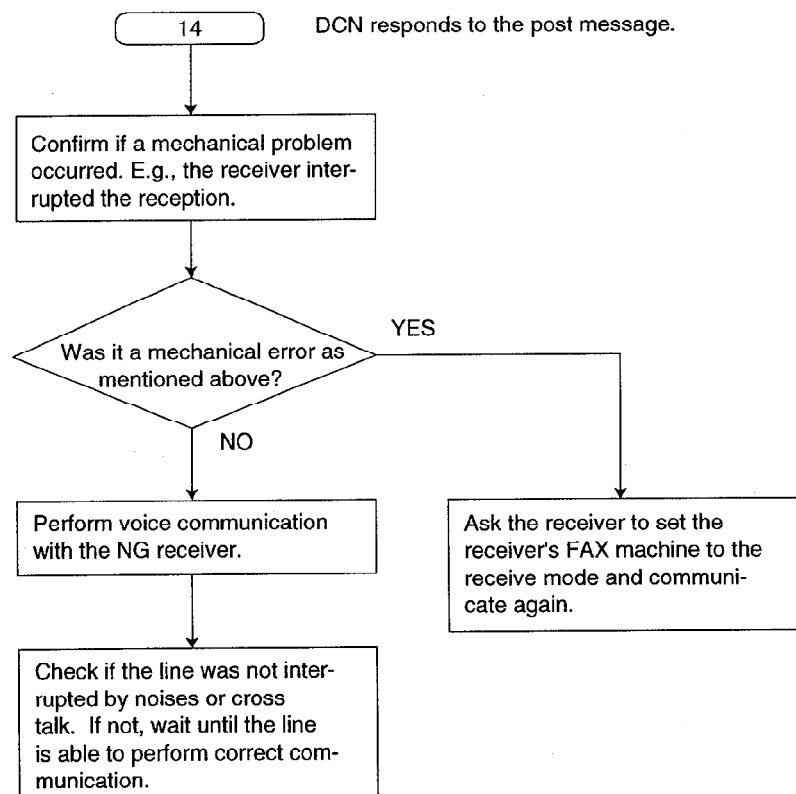 14
DCN responds to the post message.
Confirm if a mechanical problem
occurred. E.g., the receiver inter-
rupted the reception.
Was it a mechanical error as
mentioned above?
YES
NO
Perform voice communication
with the NG receiver.
Ask the receiver to set the
receiver's FAX machine to the
receive mode and communi-
cate again.
Check if the line was not inter-
rupted by noises or cross
talk. If not, wait until the line
is able to perform correct com-
munication.